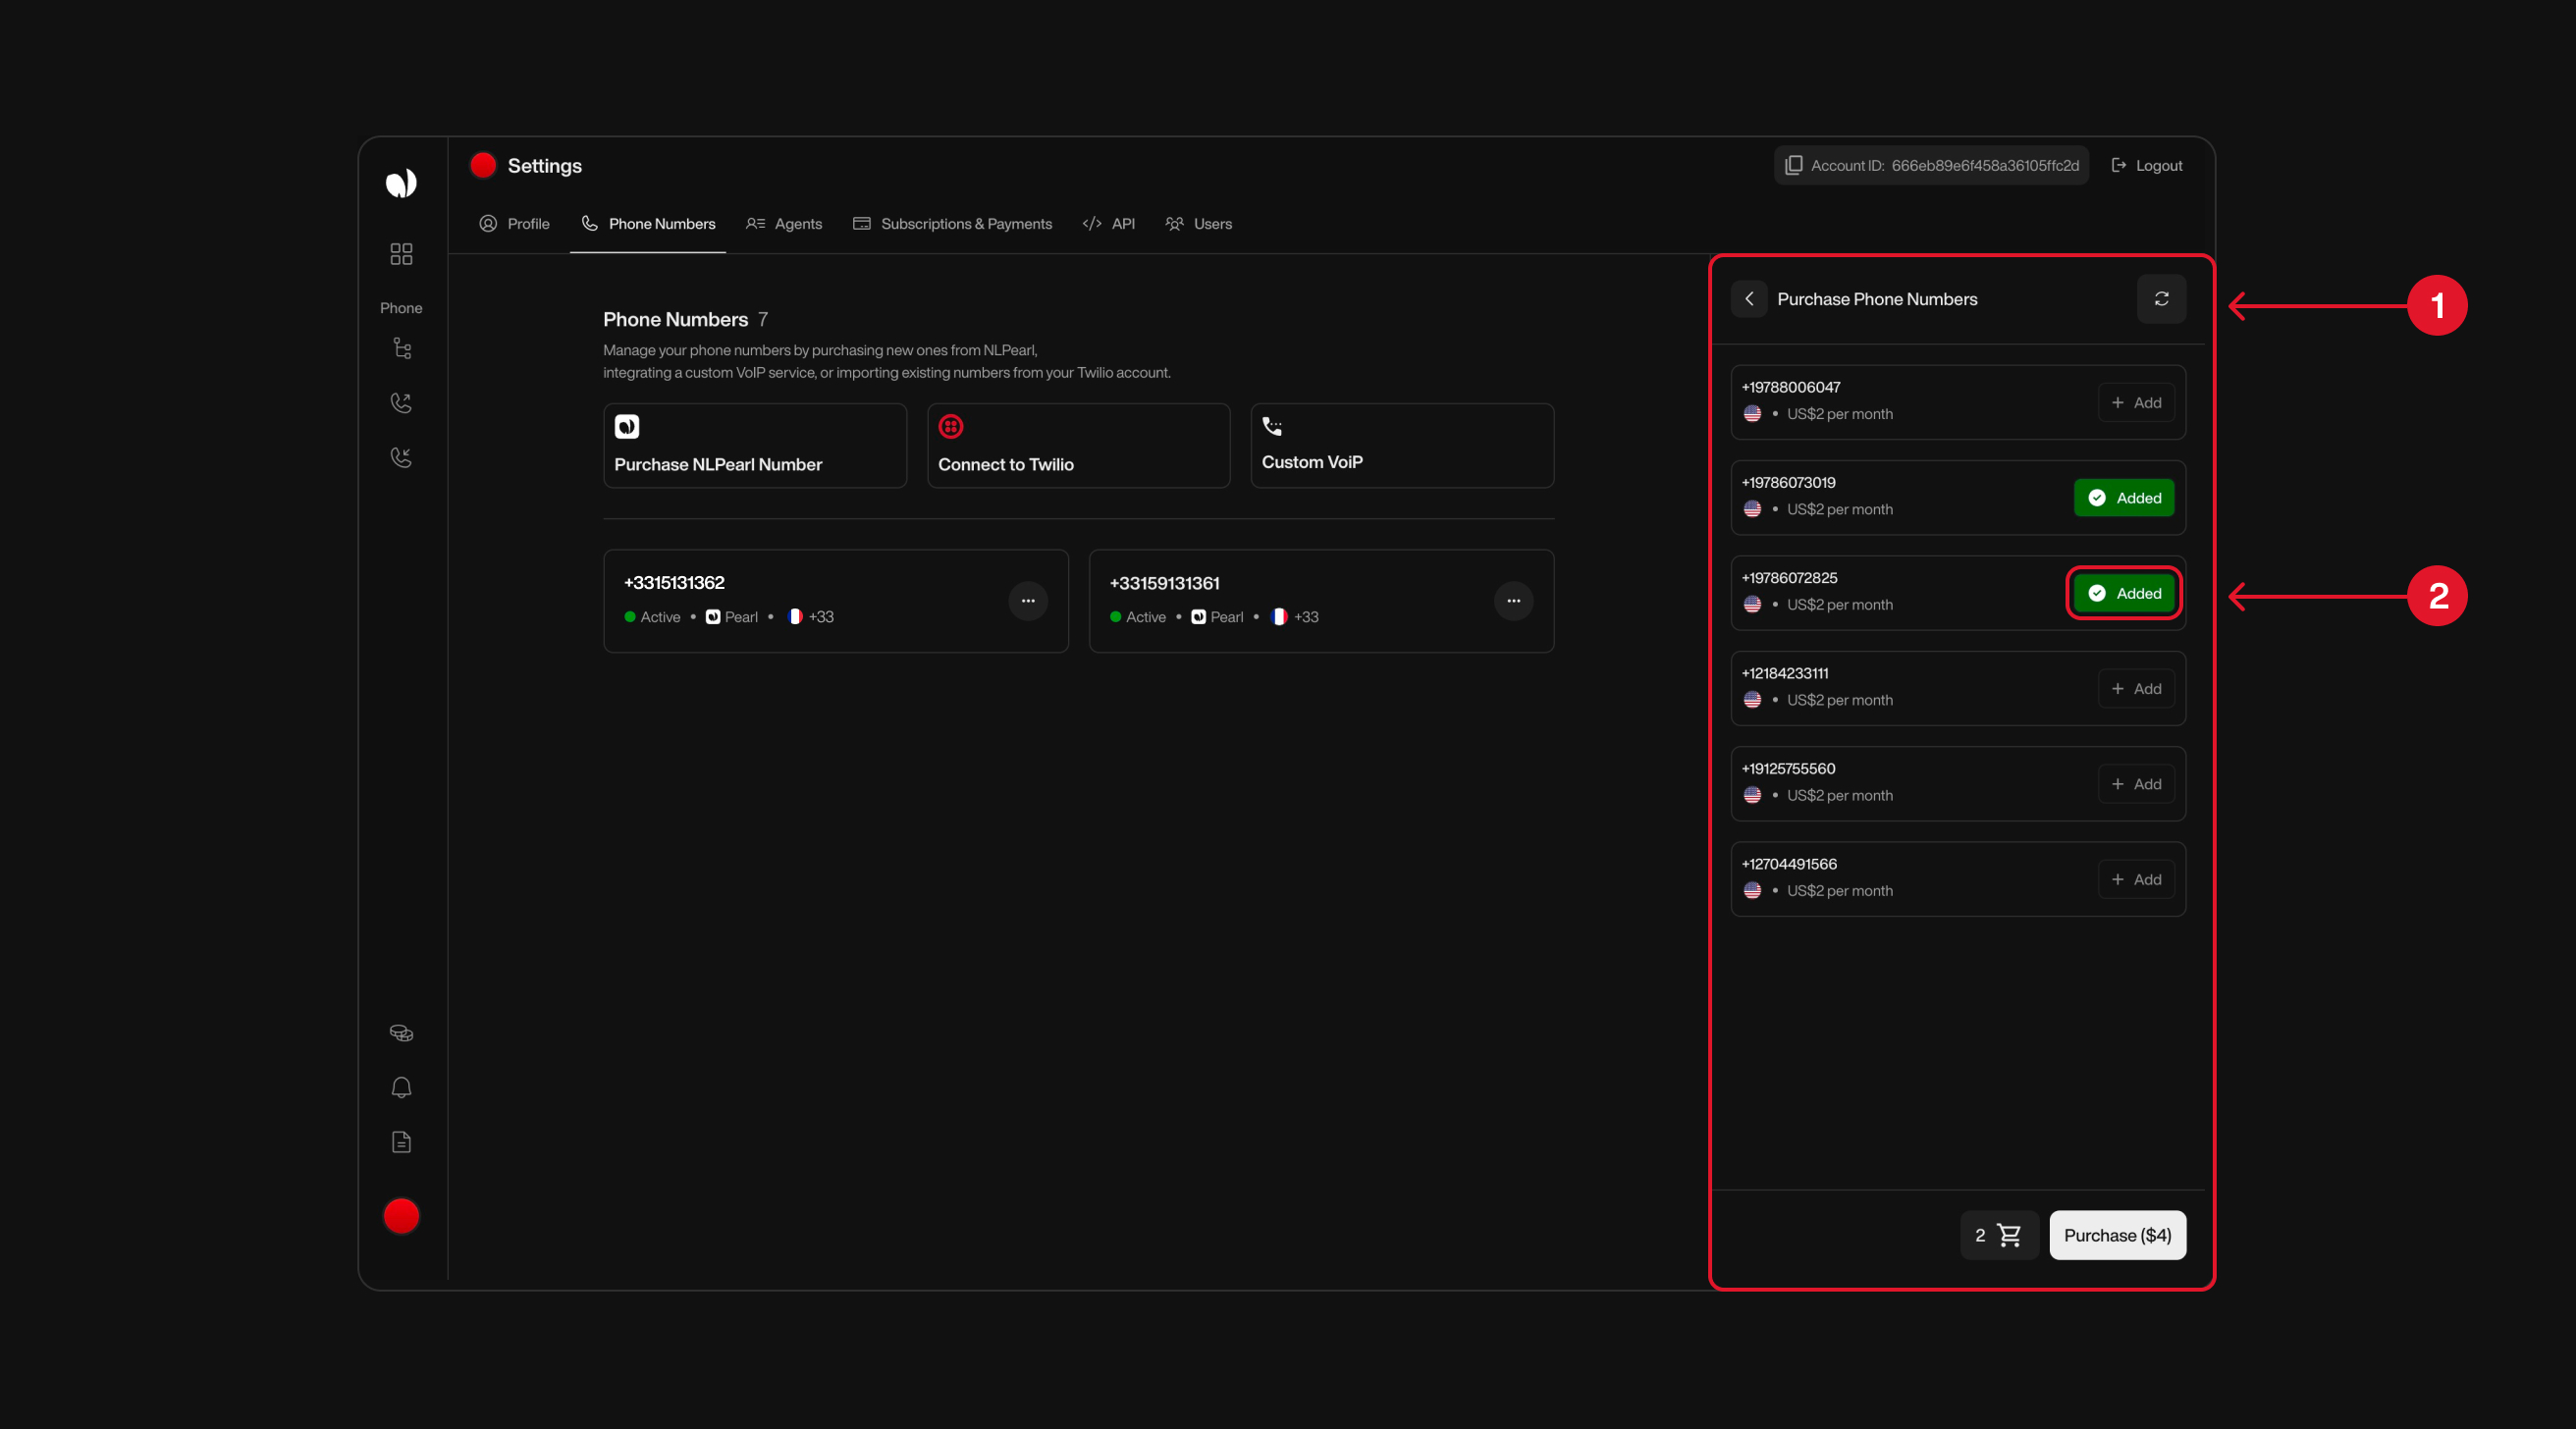 Settings
Account ID: 666eb89e6f458a36105ffc2d
Logout
Profile
Phone Numbers
Agents
Subscriptions & Payments
API
Users
Phone
Phone Numbers 7
Manage your phone numbers by purchasing new ones from NLPearl,
integrating a custom VoIP service, or importing existing numbers from your Twilio account.
Purchase NLPearl Number
Connect to Twilio
Custom VoiP
+3315131362
Active • Pearl • +33
+33159131361
Active • Pearl • +33
Purchase Phone Numbers
1
+19788006047
• US$2 per month
+ Add
+19786073019
• US$2 per month
Added
+19786072825
• US$2 per month
Added
2
+12184233111
• US$2 per month
+ Add
+19125755560
• US$2 per month
+ Add
+12704491566
• US$2 per month
+ Add
2
Purchase ($4)